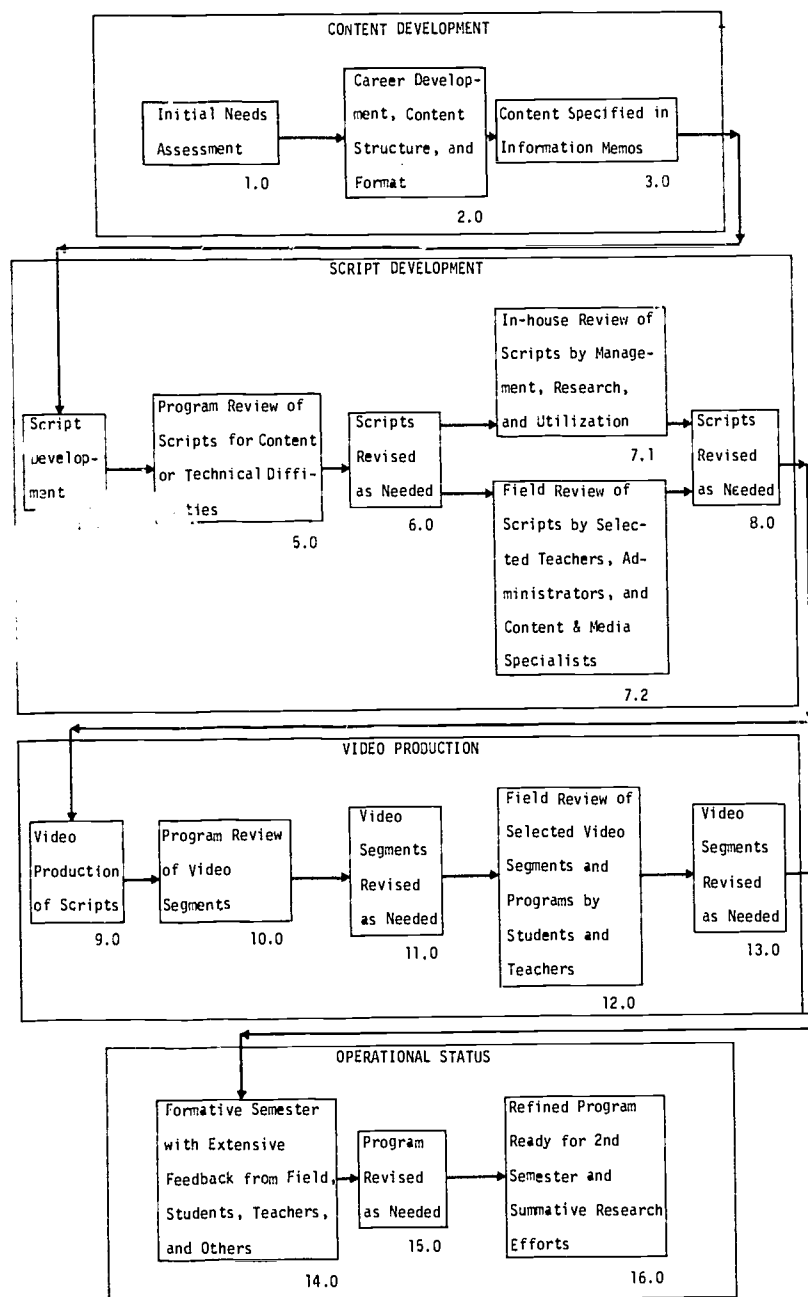 CONTENT DEVELOPMENT
Initial Needs
Assessment
1.0
Career Develop-
ment, Content
Structure, and
Format
2.0
Content Specified in
Information Memos
3.0
SCRIPT DEVELOPMENT
Script
Develop-
ment
Program Review of
Scripts for Content
or Technical Diffi-
ties
5.0
Scripts
Revised
as Needed
6.0
In-house Review of
Scripts by Manage-
ment, Research,
and Utilization
7.1
Field Review of
Scripts by Selec-
ted Teachers, Ad-
ministrators, and
Content & Media
Specialists
7.2
Scripts
Revised
as Needed
8.0
VIDEO PRODUCTION
Video
Production
of Scripts
9.0
Program Review
of Video
Segments
10.0
Video
Segments
Revised
as Needed
11.0
Field Review of
Selected Video
Segments and
Programs by
Students and
Teachers
12.0
Video
Segments
Revised
as Needed
13.0
OPERATIONAL STATUS
Formative Semester
with Extensive
Feedback from Field,
Students, Teachers,
and Others
14.0
Program
Revised
as Needed
15.0
Refined Program
Ready for 2nd
Semester and
Summative Research
Efforts
16.0